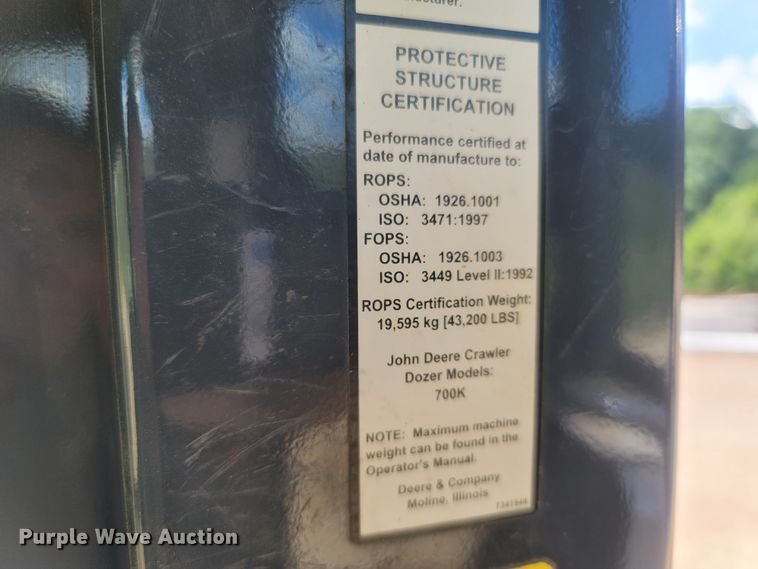 PROTECTIVE
STRUCTURE
CERTIFICATION
Performance certified at
date of manufacture to:
ROPS:
OSHA: 1926.1001
ISO: 3471:1997
FOPS:
OSHA: 1926.1003
ISO: 3449 Level II:1992
ROPS Certification Weight:
19,595 kg [43,200 LBS]
John Deere Crawler
Dozer Models:
700K
NOTE: Maximum machine
weight can be found in the
Operator's Manual.
Deere & Company
Moline, Illinois
Purple Wave Auction